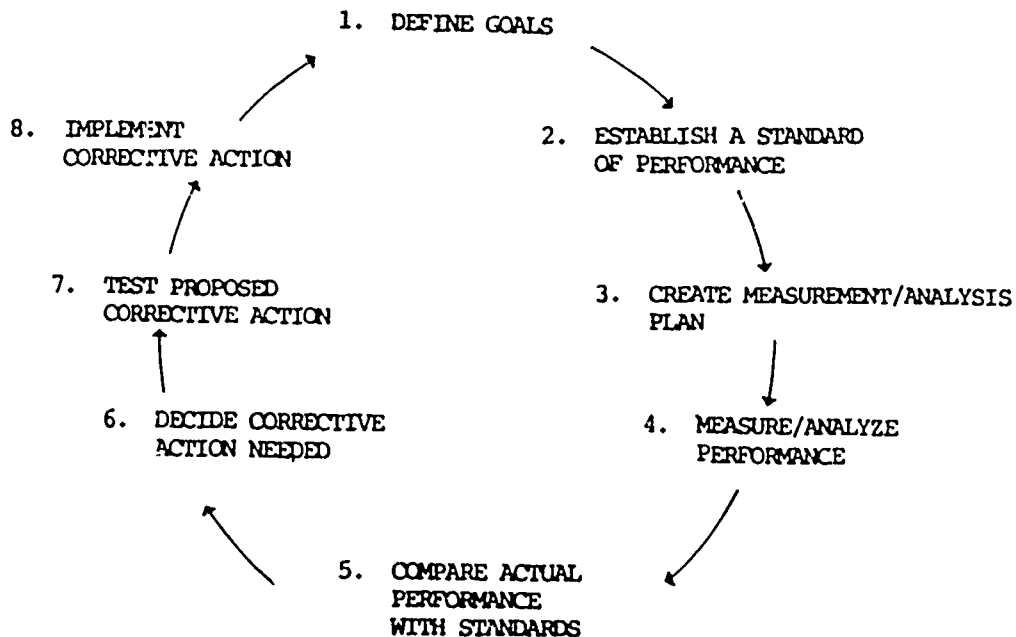 1. DEFINE GOALS
2. ESTABLISH A STANDARD
OF PERFORMANCE
3. CREATE MEASUREMENT/ANALYSIS
PLAN
4. MEASURE/ANALYZE
PERFORMANCE
5. COMPARE ACTUAL
PERFORMANCE
WITH STANDARDS
6. DECIDE CORRECTIVE
ACTION NEEDED
7. TEST PROPOSED
CORRECTIVE ACTION
8. IMPLEMENT
CORRECTIVE ACTION